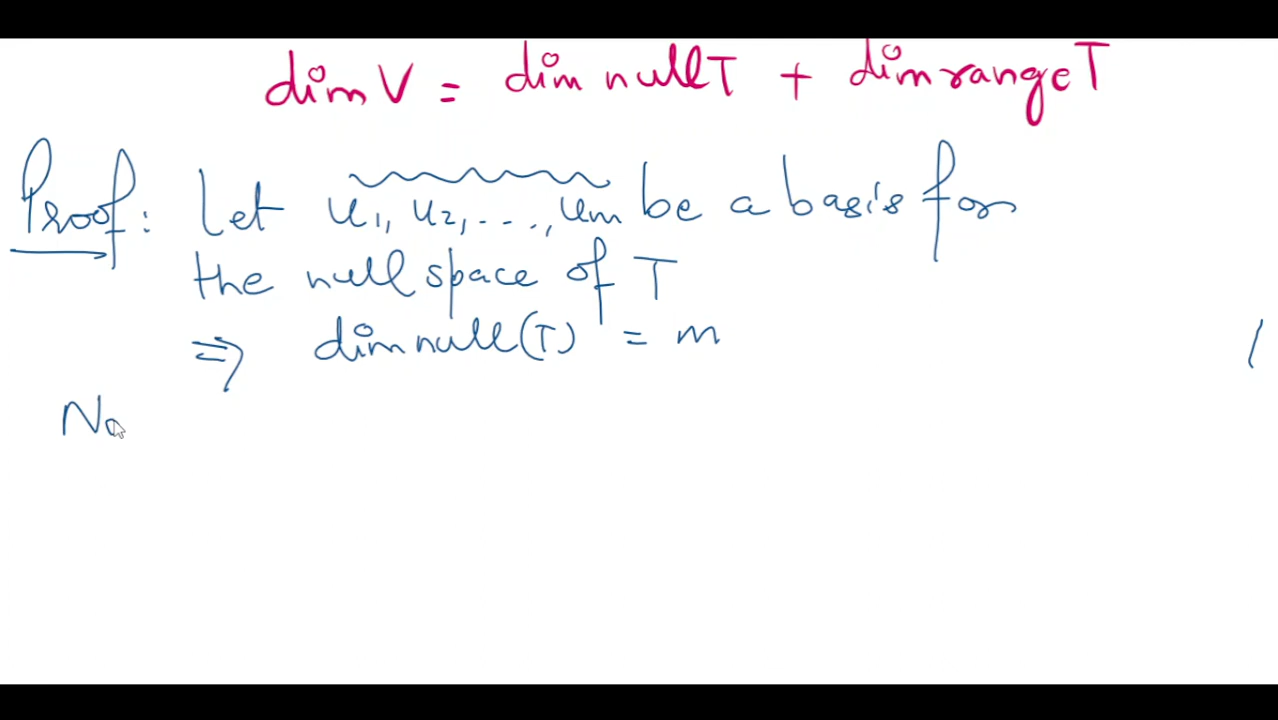 dim V = dim null T + dim range T
Proof: Let u1, u2, ..., um be a basis for
the null space of T
⇒ dim null (T) = m
No